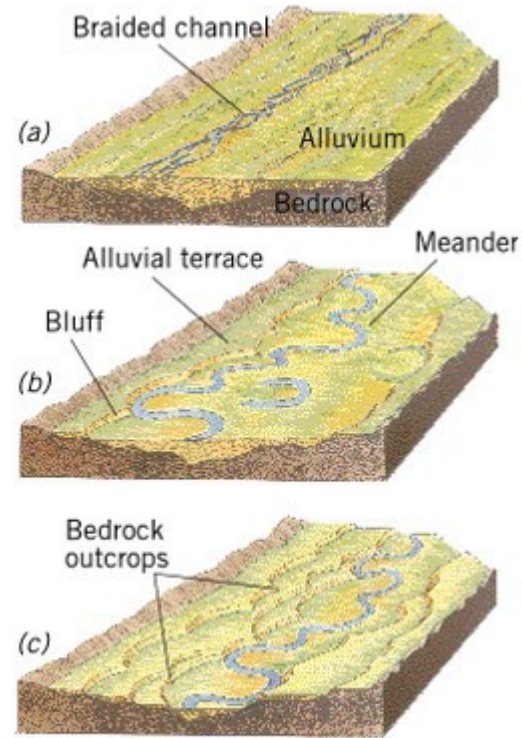 Braided channel
(a)
Alluvium
Bedrock
Meander
Alluvial terrace
Bluff
(b)
Bedrock
outcrops
(c)